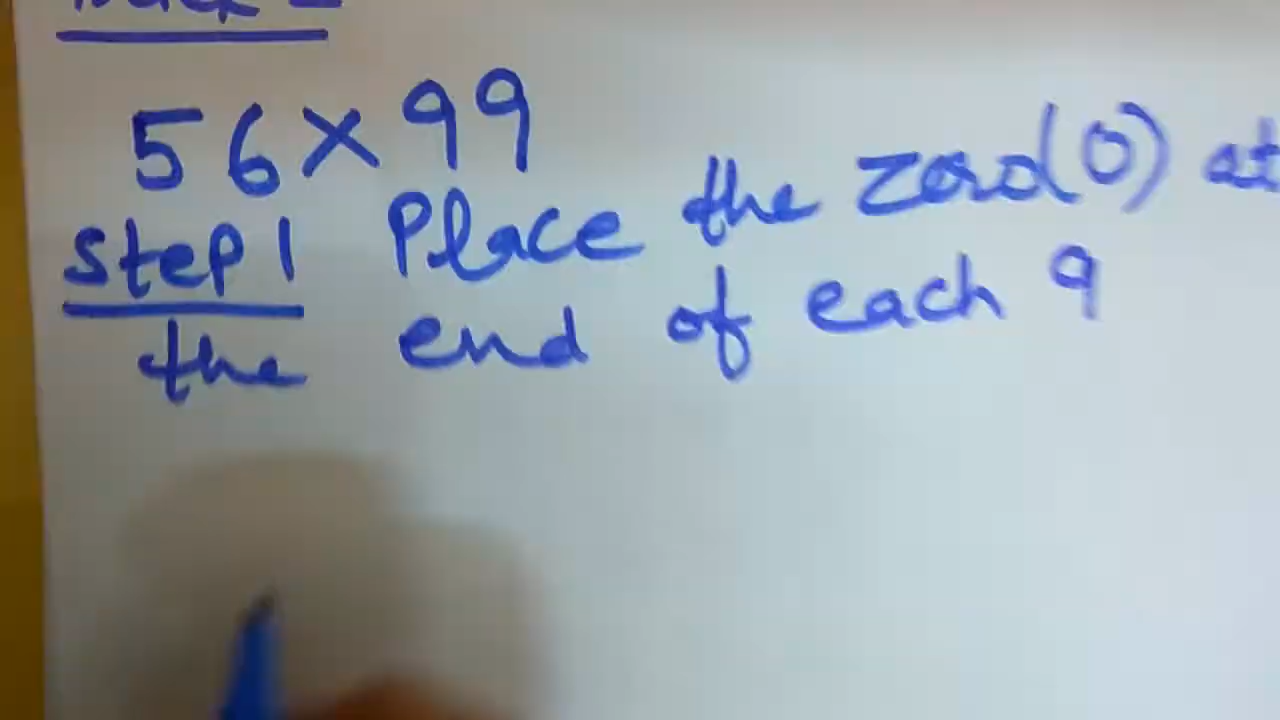 56×99
Step 1 Place the zero(0) at
the end of each 9